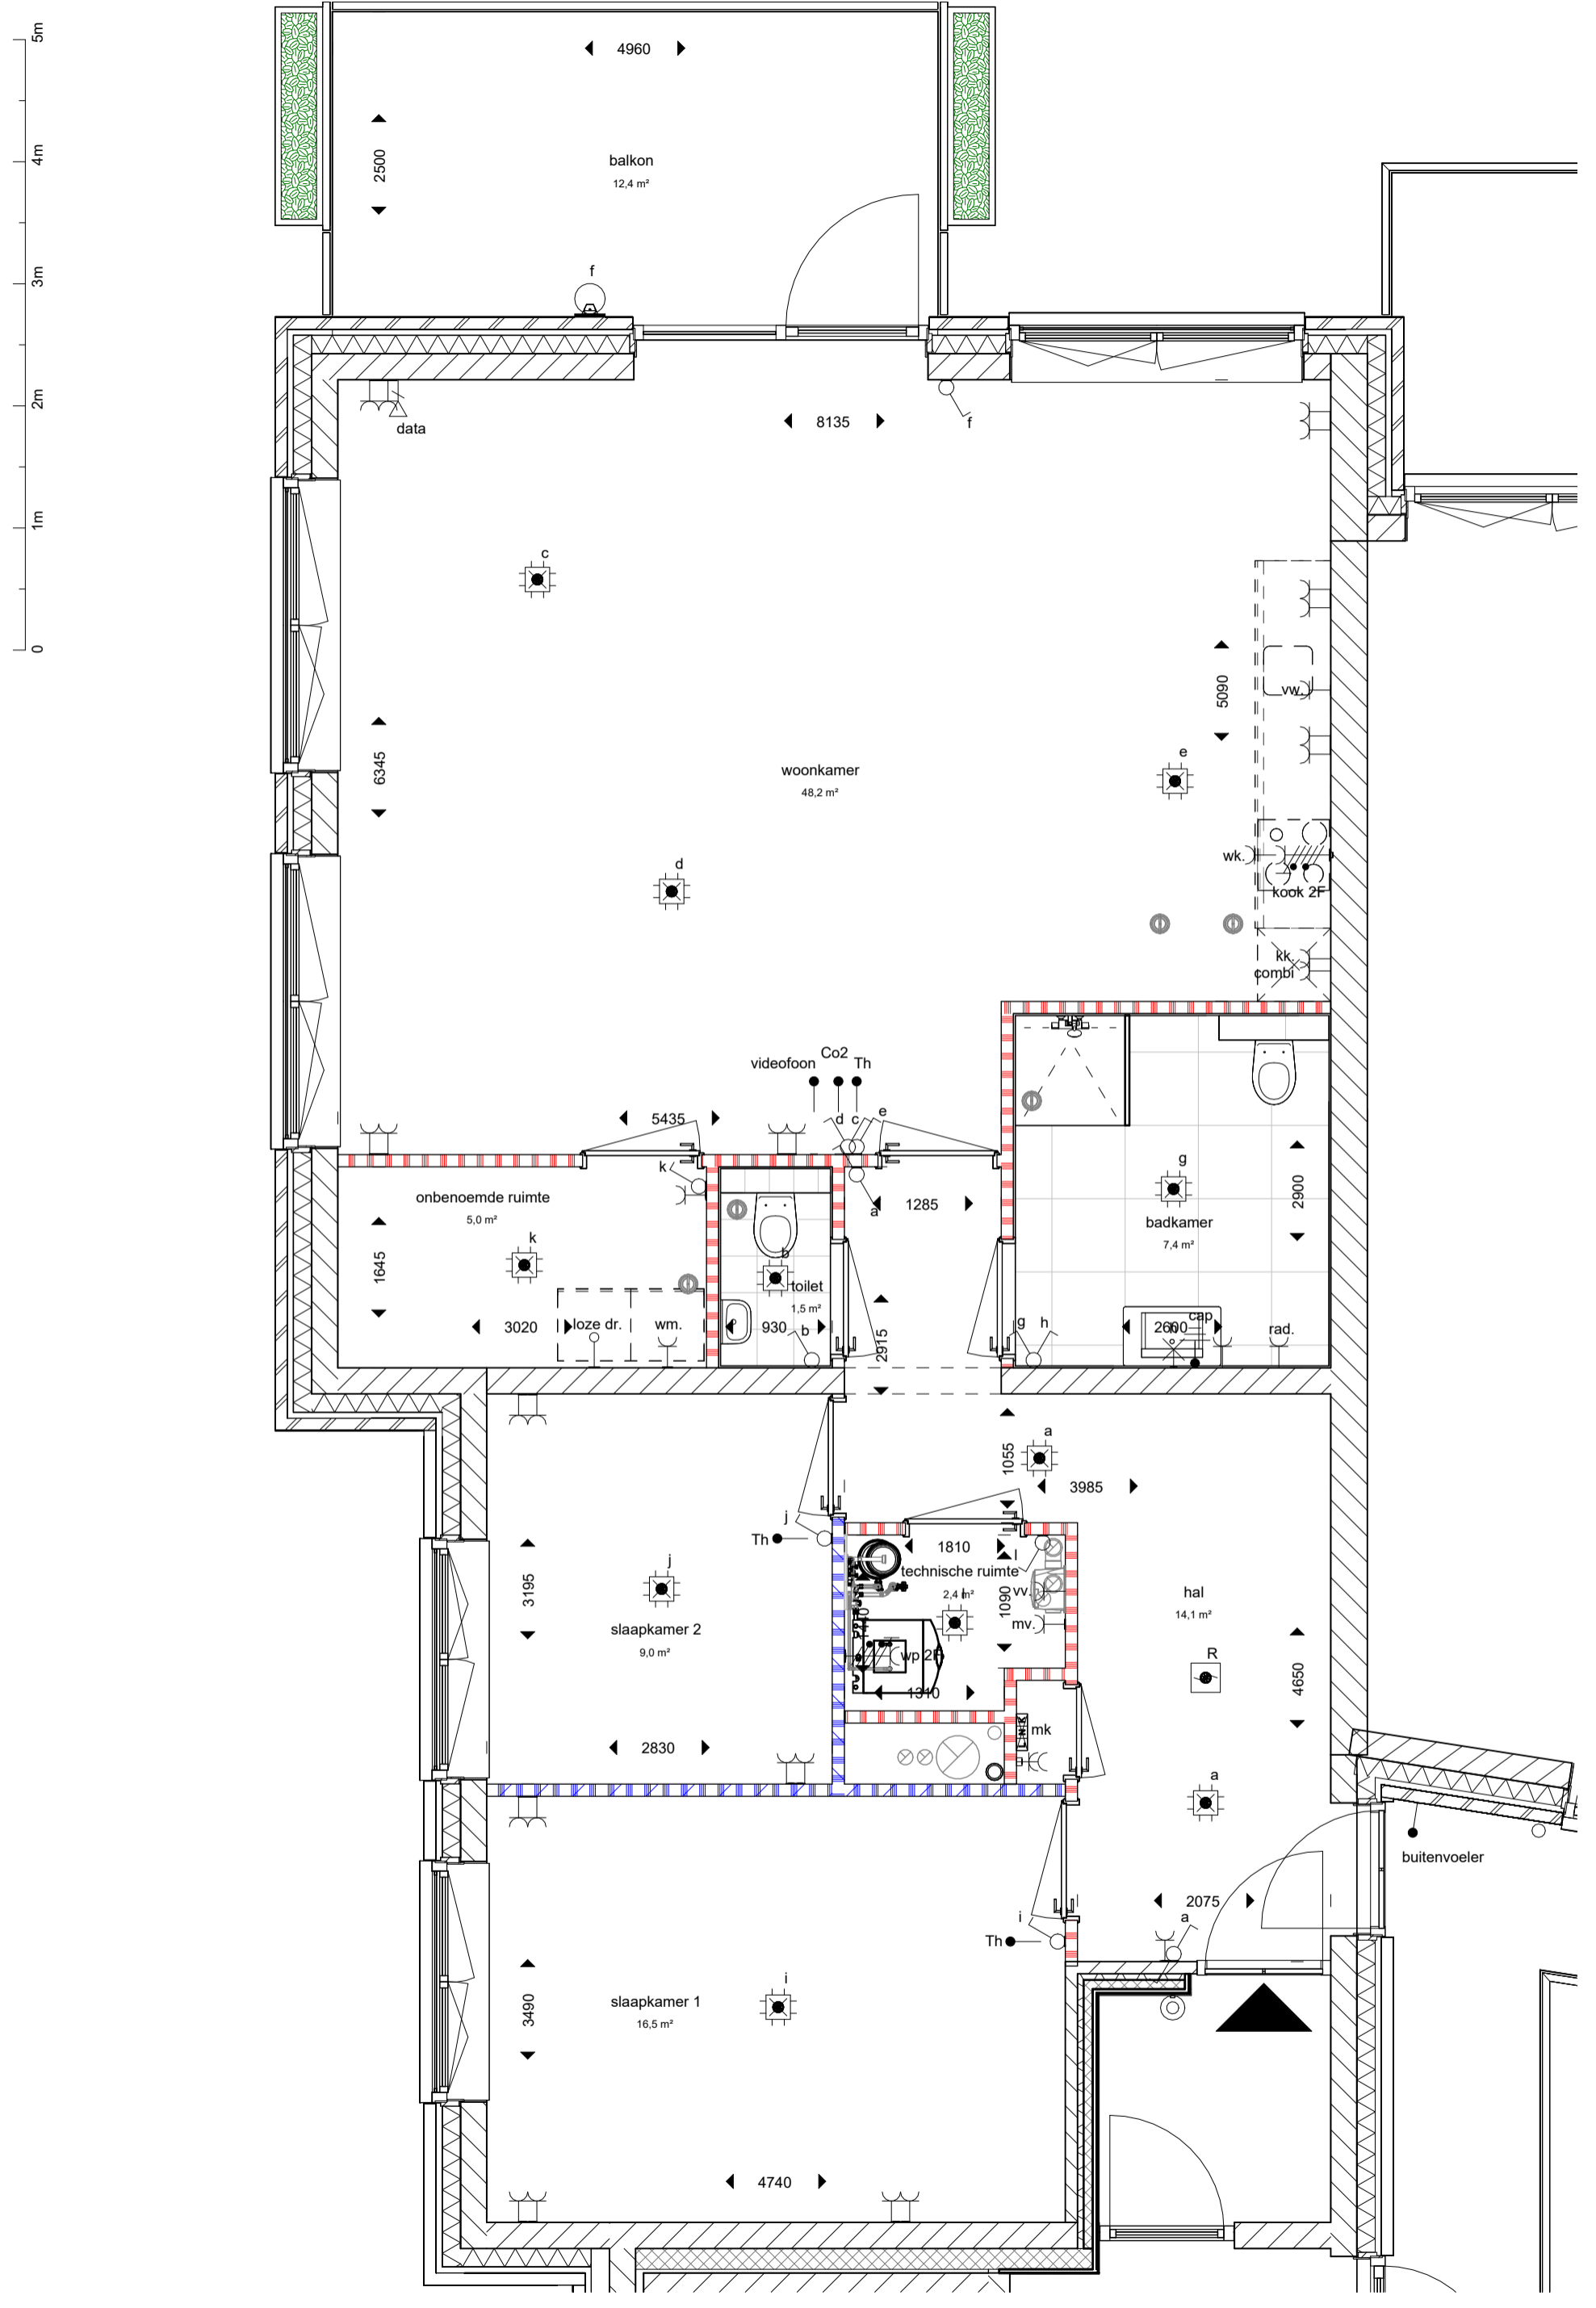 5m
4960
4m
2500
balkon
12,4 m²
3m
f
2m
8135
f
data
1m
c
0
5090
vw.
6345
woonkamer
48,2 m²
e
d
wk.
kook 2F
kk.
combi
videofoon
Co2
Th
5435
d
c
e
k
g
onbenoemde ruimte
5,0 m²
1285
a
2900
badkamer
7,4 m²
k
1645
b
toilet
1,5 m²
3020
loze dr.
wm.
930
b
2915
g
h
2600
cap
rad.
a
1055
3985
j
Th
1810
l
technische ruimte
2,4 m²
j
3195
vv.
1090
hal
14,1 m²
slaapkamer 2
9,0 m²
mv.
wp 2F
R
4650
1310
mk
2830
a
buitenvoeler
2075
i
a
Th
i
3490
slaapkamer 1
16,5 m²
4740